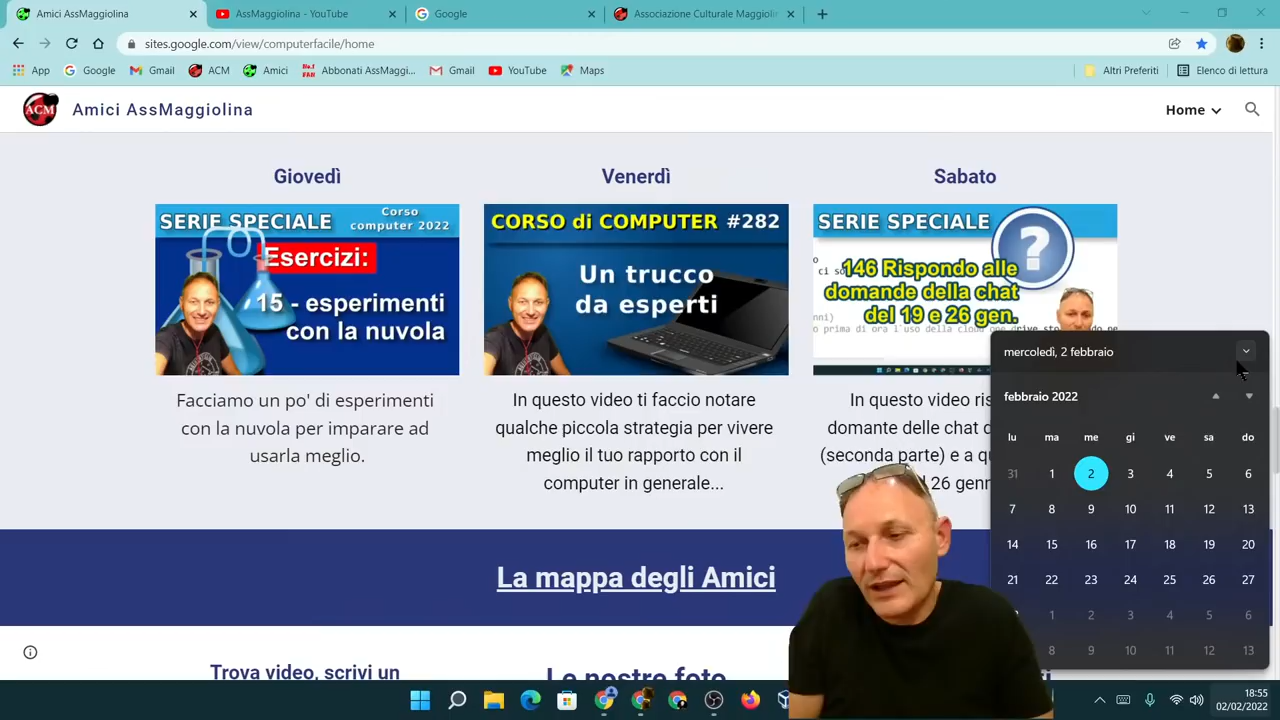 Amici AssMaggiolina
AssMaggiolina - YouTube
Google
Associazione Culturale Maggiolin
sites.google.com/view/computerfacile/home
App
Google
Gmail
ACM
Amici
Abbonati AssMaggi...
Gmail
YouTube
Maps
Altri Preferiti
Elenco di lettura
ACM
Amici AssMaggiolina
Home
Giovedì
Venerdì
Sabato
SERIE SPECIALE
Corso
computer 2022
Esercizi:
15 - esperimenti
con la nuvola
CORSO di COMPUTER #282
Un trucco
da esperti
SERIE SPECIALE
?
146 Rispondo alle
domande della chat
del 19 e 26 gen.
Facciamo un po' di esperimenti
con la nuvola per imparare ad
usarla meglio.
In questo video ti faccio notare
qualche piccola strategia per vivere
meglio il tuo rapporto con il
computer in generale...
In questo video ris
domande delle chat d
(seconda parte) e a qu
26 genn
mercoledì, 2 febbraio
febbraio 2022
lu ma me gi ve sa do
31 1 2 3 4 5 6
7 8 9 10 11 12 13
14 15 16 17 18 19 20
21 22 23 24 25 26 27
1 2 3 4 5 6
8 9 10 11 12 13
La mappa degli Amici
Trova video, scrivi un
Le nostre foto
18:55
02/02/2022